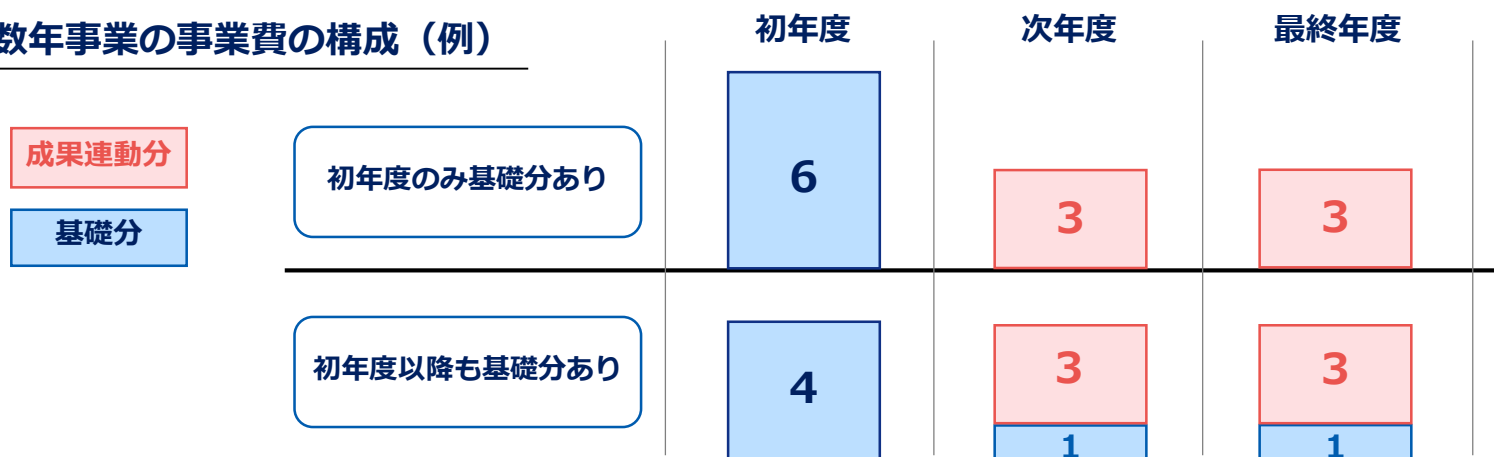 数年事業の事業費の構成（例）
初年度
次年度
最終年度
成果連動分
基礎分
初年度のみ基礎分あり
6
3
3
初年度以降も基礎分あり
4
3
3
1
1